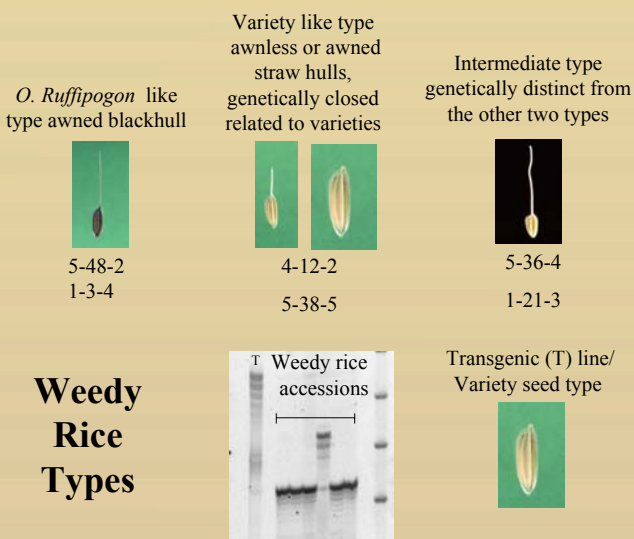 O. Ruffipogon like
type awned blackhull
5-48-2
1-3-4
Variety like type
awnless or awned
straw hulls,
genetically closed
related to varieties
4-12-2
5-38-5
Intermediate type
genetically distinct from
the other two types
5-36-4
1-21-3
Weedy
Rice
Types
T
Weedy rice
accessions
Transgenic (T) line/
Variety seed type